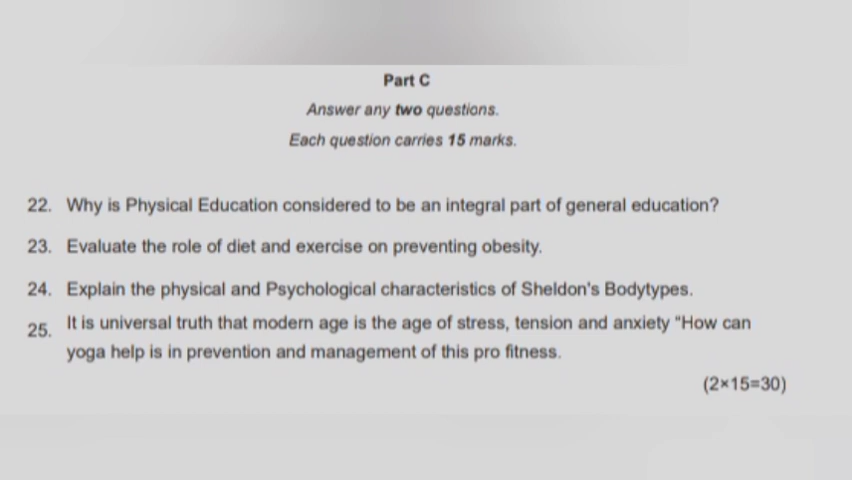 Part C
Answer any two questions.
Each question carries 15 marks.
22. Why is Physical Education considered to be an integral part of general education?
23. Evaluate the role of diet and exercise on preventing obesity.
24. Explain the physical and Psychological characteristics of Sheldon's Bodytypes.
25. It is universal truth that modern age is the age of stress, tension and anxiety “How can
yoga help is in prevention and management of this pro fitness.
(2×15=30)